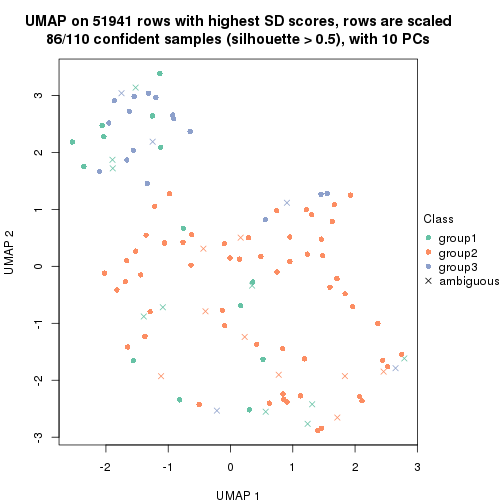 UMAP on 51941 rows with highest SD scores, rows are scaled
86/110 confident samples (silhouette > 0.5), with 10 PCs
3
2
1
0
-1
-2
-3
UMAP 2
-2
-1
0
1
2
3
UMAP 1
Class
group1
group2
group3
ambiguous